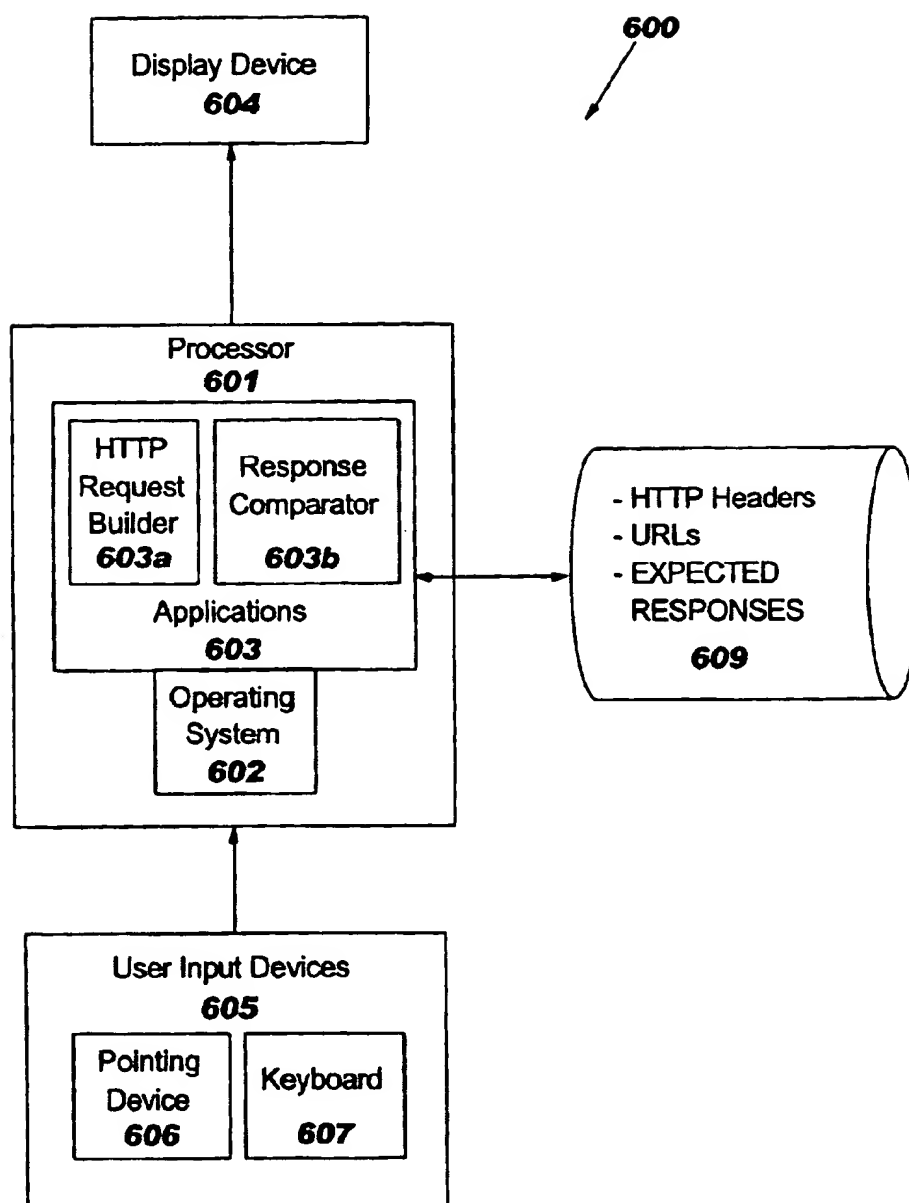 600
Display Device
604
Processor
601
HTTP
Request
Builder
603a
Response
Comparator
603b
Applications
603
Operating
System
602
- HTTP Headers
- URLs
- EXPECTED
RESPONSES
609
User Input Devices
605
Pointing
Device
606
Keyboard
607